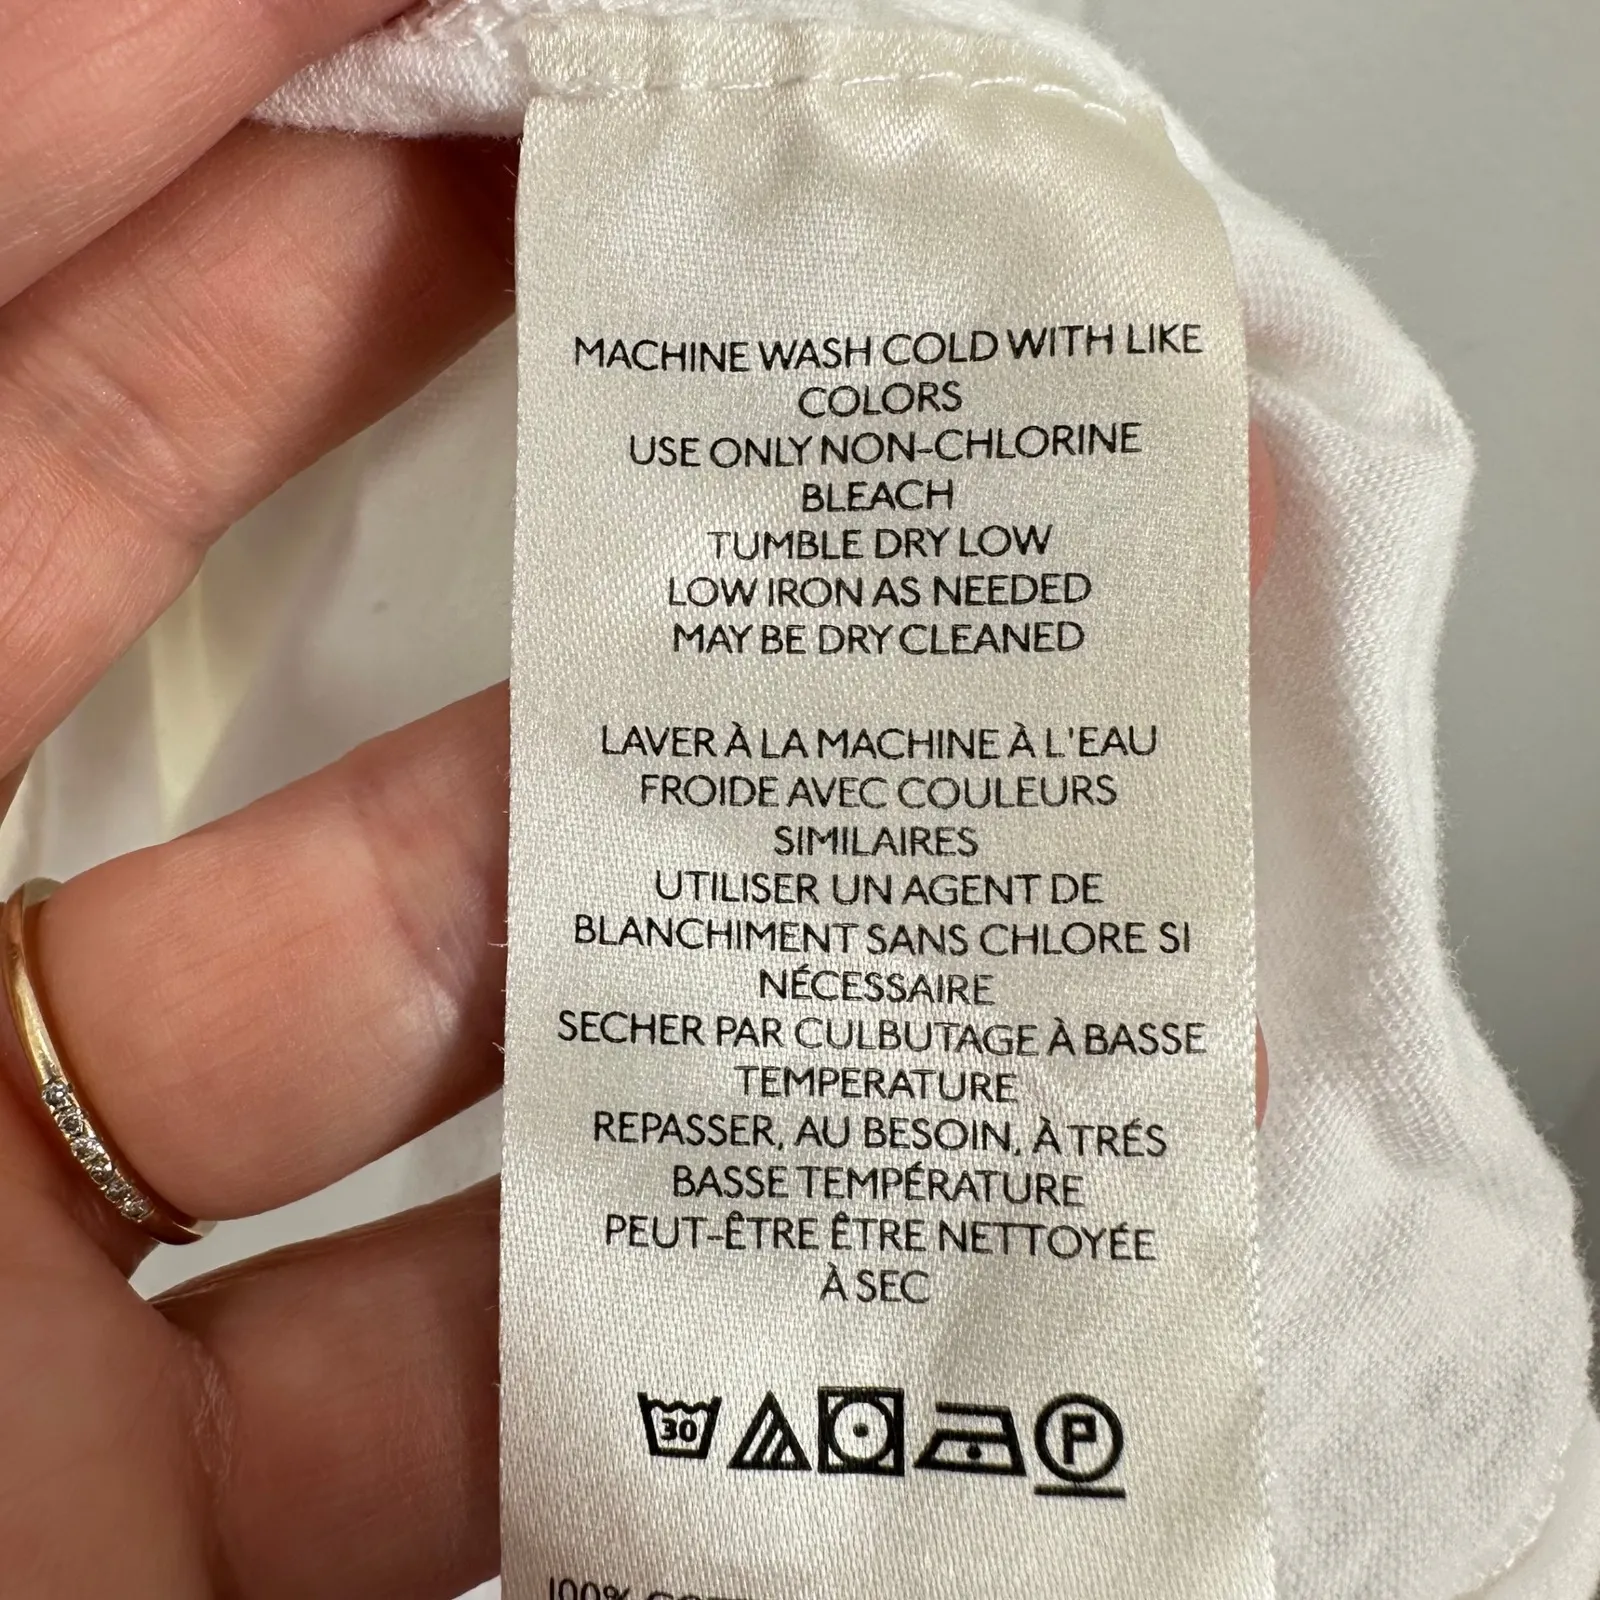 MACHINE WASH COLD WITH LIKE
COLORS
USE ONLY NON-CHLORINE
BLEACH
TUMBLE DRY LOW
LOW IRON AS NEEDED
MAY BE DRY CLEANED
LAVER À LA MACHINE À L'EAU
FROIDE AVEC COULEURS
SIMILAIRES
UTILISER UN AGENT DE
BLANCHIMENT SANS CHLORE SI
NÉCESSAIRE
SECHER PAR CULBUTAGE À BASSE
TEMPERATURE
REPASSER, AU BESOIN, À TRÉS
BASSE TEMPÉRATURE
PEUT-ÊTRE ÊTRE NETTOYÉE
À SEC
30 P
100%